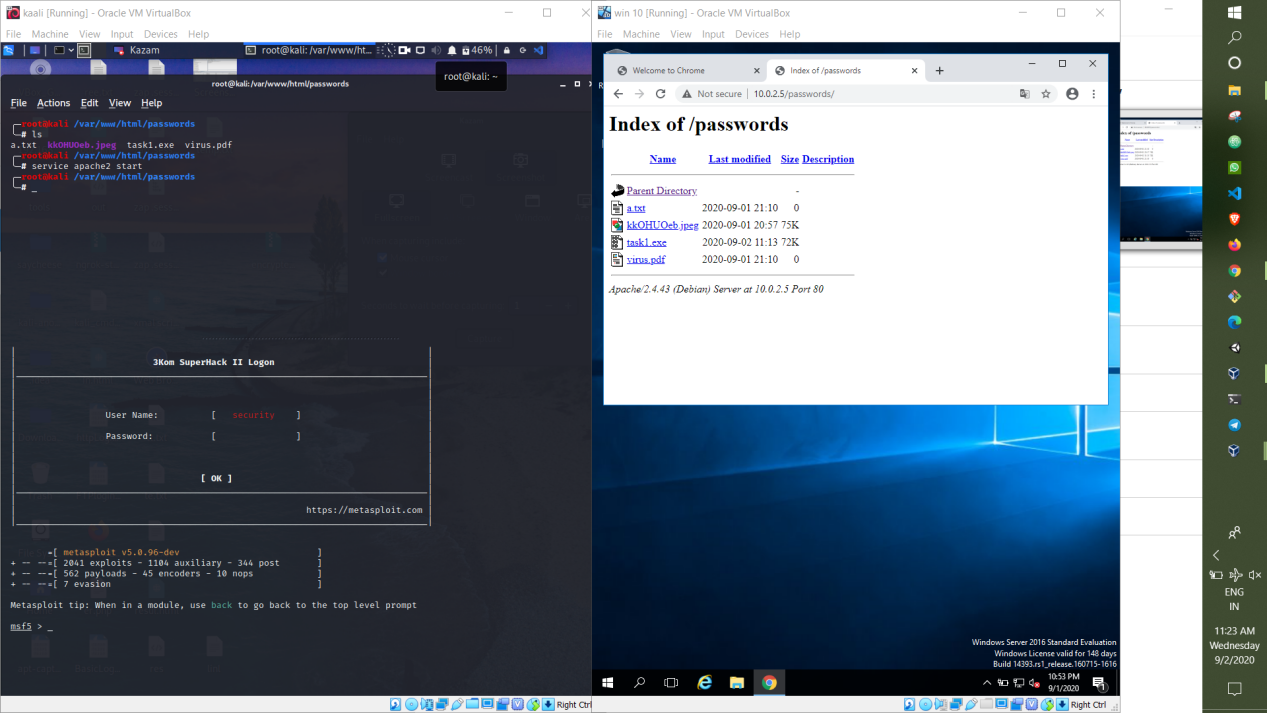 kaali [Running] - Oracle VM VirtualBox
File Machine View Input Devices Help
Kazam
root@kali: /var/www/ht...
46%
root@kali: ~
root@kali:/var/www/html/passwords
File Actions Edit View Help
root@kali /var/www/html/passwords
# ls
a.txt kkOHUOeb.jpeg task1.exe virus.pdf
root@kali /var/www/html/passwords
# service apache2 start
root@kali /var/www/html/passwords
# _
3Kom SuperHack II Logon
User Name: [ security ]
Password: [ ]
[ OK ]
https://metasploit.com
=[ metasploit v5.0.96-dev ]
+ -- --=[ 2041 exploits - 1104 auxiliary - 344 post ]
+ -- --=[ 562 payloads - 45 encoders - 10 nops ]
+ -- --=[ 7 evasion ]
Metasploit tip: When in a module, use back to go back to the top level prompt
msf5 > _
Right Ctrl
win 10 [Running] - Oracle VM VirtualBox
File Machine View Input Devices Help
Welcome to Chrome
Index of /passwords
Not secure | 10.0.2.5/passwords/
Index of /passwords
Name Last modified Size Description
Parent Directory -
a.txt 2020-09-01 21:10 0
kkOHUOeb.jpeg 2020-09-01 20:57 75K
task1.exe 2020-09-02 11:13 72K
virus.pdf 2020-09-01 21:10 0
Apache/2.4.43 (Debian) Server at 10.0.2.5 Port 80
Windows Server 2016 Standard Evaluation
Windows License valid for 148 days
Build 14393.rs1_release.160715-1616
10:53 PM
9/1/2020
1
Right Ctrl
ENG
IN
11:23 AM
Wednesday
9/2/2020